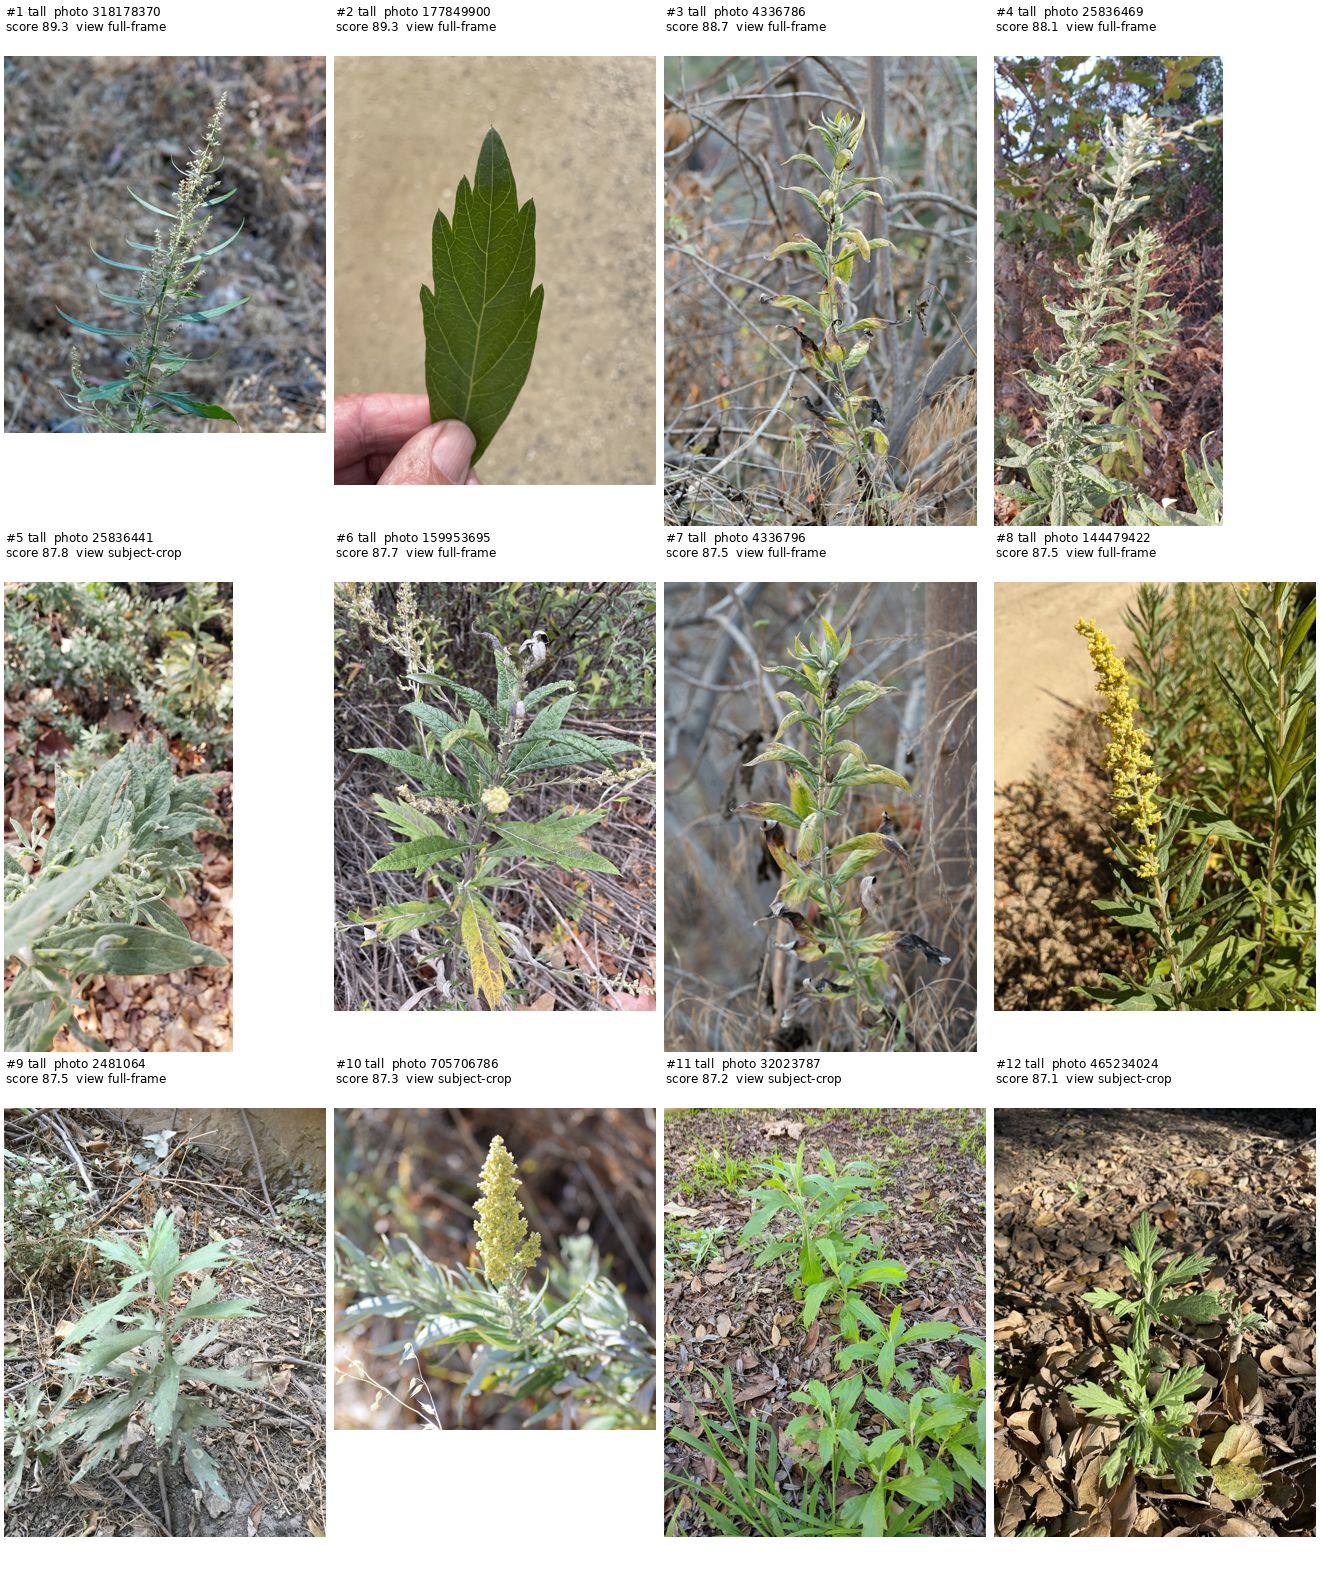 #1 tall photo 318178370
score 89.3 view full-frame
#2 tall photo 177849900
score 89.3 view full-frame
#3 tall photo 4336786
score 88.7 view full-frame
#4 tall photo 25836469
score 88.1 view full-frame
#5 tall photo 25836441
score 87.8 view subject-crop
#6 tall photo 159953695
score 87.7 view full-frame
#7 tall photo 4336796
score 87.5 view full-frame
#8 tall photo 144479422
score 87.5 view full-frame
#9 tall photo 2481064
score 87.5 view full-frame
#10 tall photo 705706786
score 87.3 view subject-crop
#11 tall photo 32023787
score 87.2 view subject-crop
#12 tall photo 465234024
score 87.1 view subject-crop